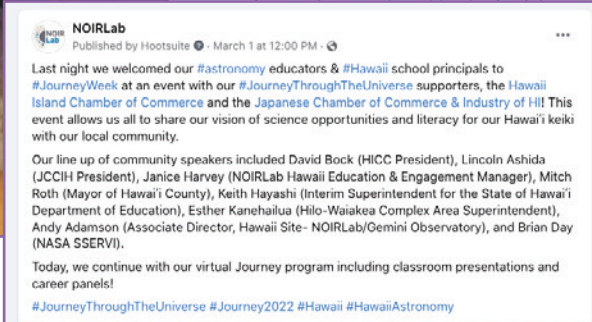 NOIRLab
NOIR
Lab
Published by Hootsuite · March 1 at 12:00 PM ·
Last night we welcomed our #astronomy educators & #Hawaii school principals to
#JourneyWeek at an event with our #JourneyThroughTheUniverse supporters, the Hawaii
Island Chamber of Commerce and the Japanese Chamber of Commerce & Industry of HI! This
event allows us all to share our vision of science opportunities and literacy for our Hawai'i keiki
with our local community.
Our line up of community speakers included David Bock (HICC President), Lincoln Ashida
(JCCIH President), Janice Harvey (NOIRLab Hawaii Education & Engagement Manager), Mitch
Roth (Mayor of Hawai'i County), Keith Hayashi (Interim Superintendent for the State of Hawai'i
Department of Education), Esther Kanehailua (Hilo-Waiakea Complex Area Superintendent),
Andy Adamson (Associate Director, Hawaii Site- NOIRLab/Gemini Observatory), and Brian Day
(NASA SSERVI).
Today, we continue with our virtual Journey program including classroom presentations and
career panels!
#JourneyThroughTheUniverse #Journey2022 #Hawaii #HawaiiAstronomy